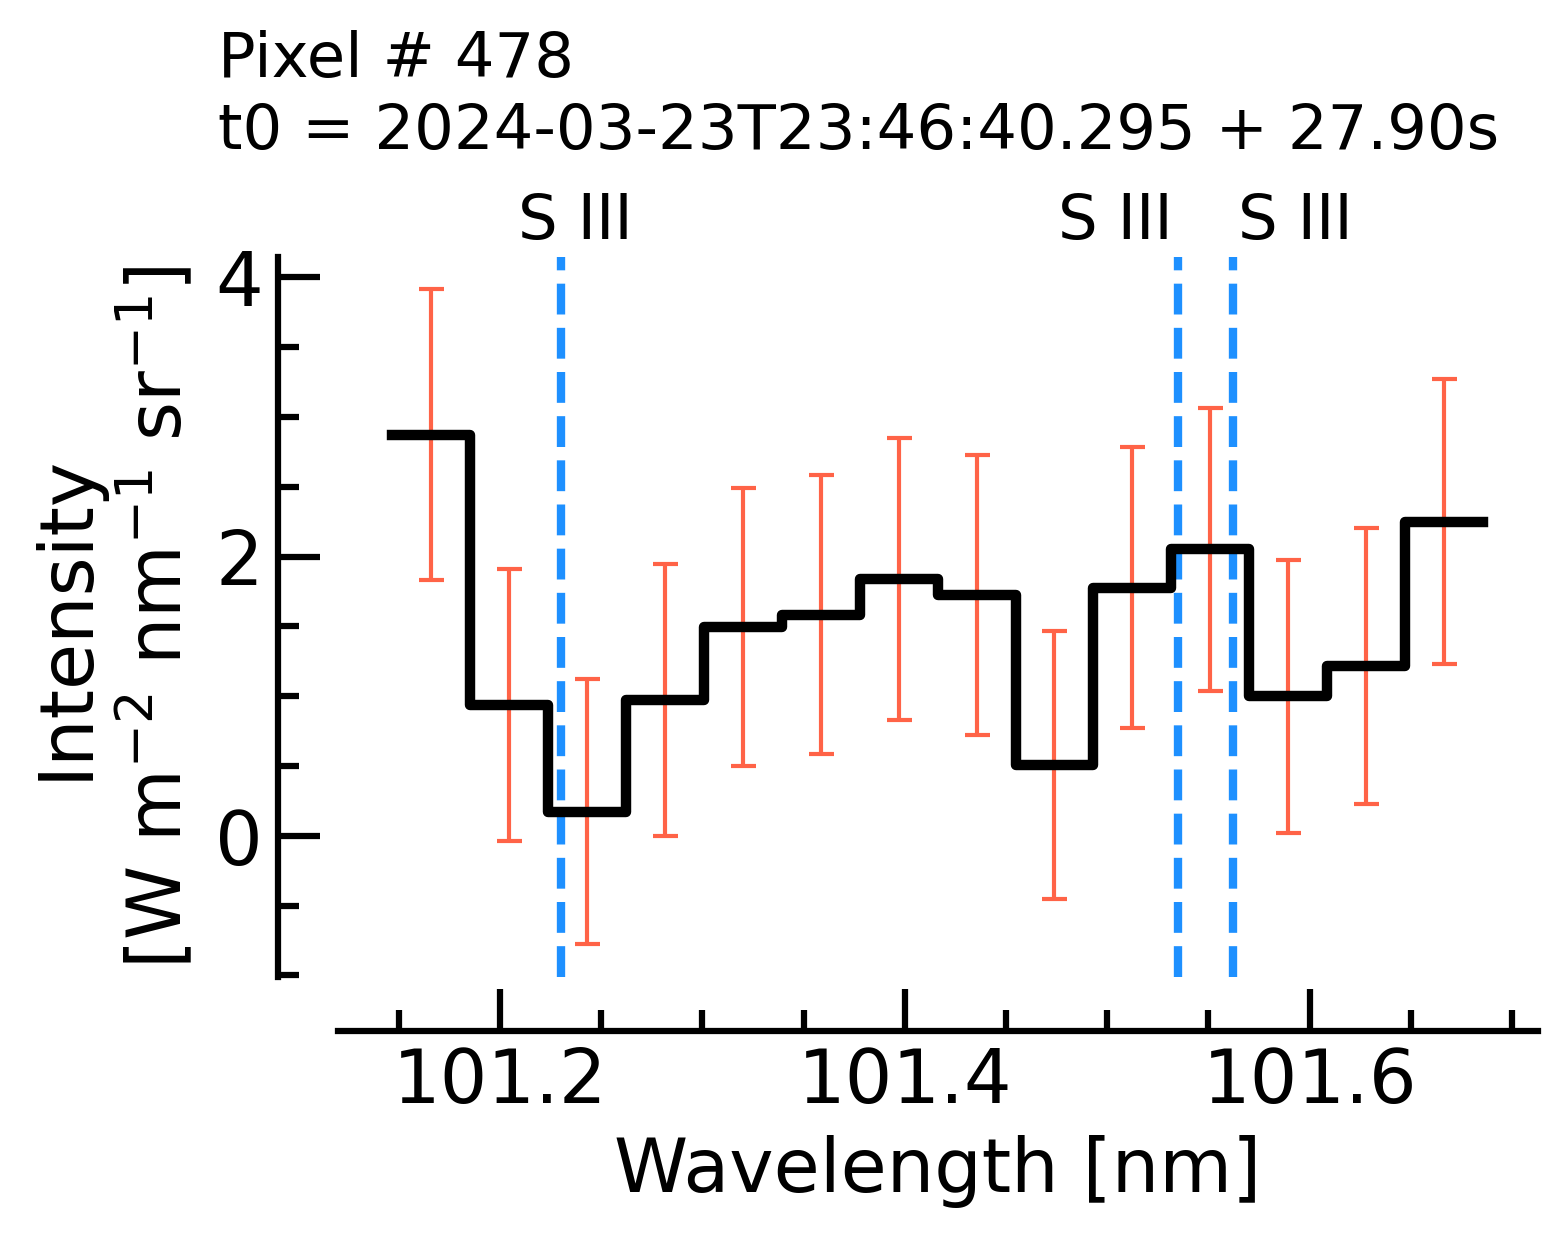 Pixel # 478
t0 = 2024-03-23T23:46:40.295 + 27.90s
S III S III S III
Intensity
[W m⁻² nm⁻¹ sr⁻¹]
4
2
0
101.2 101.4 101.6
Wavelength [nm]